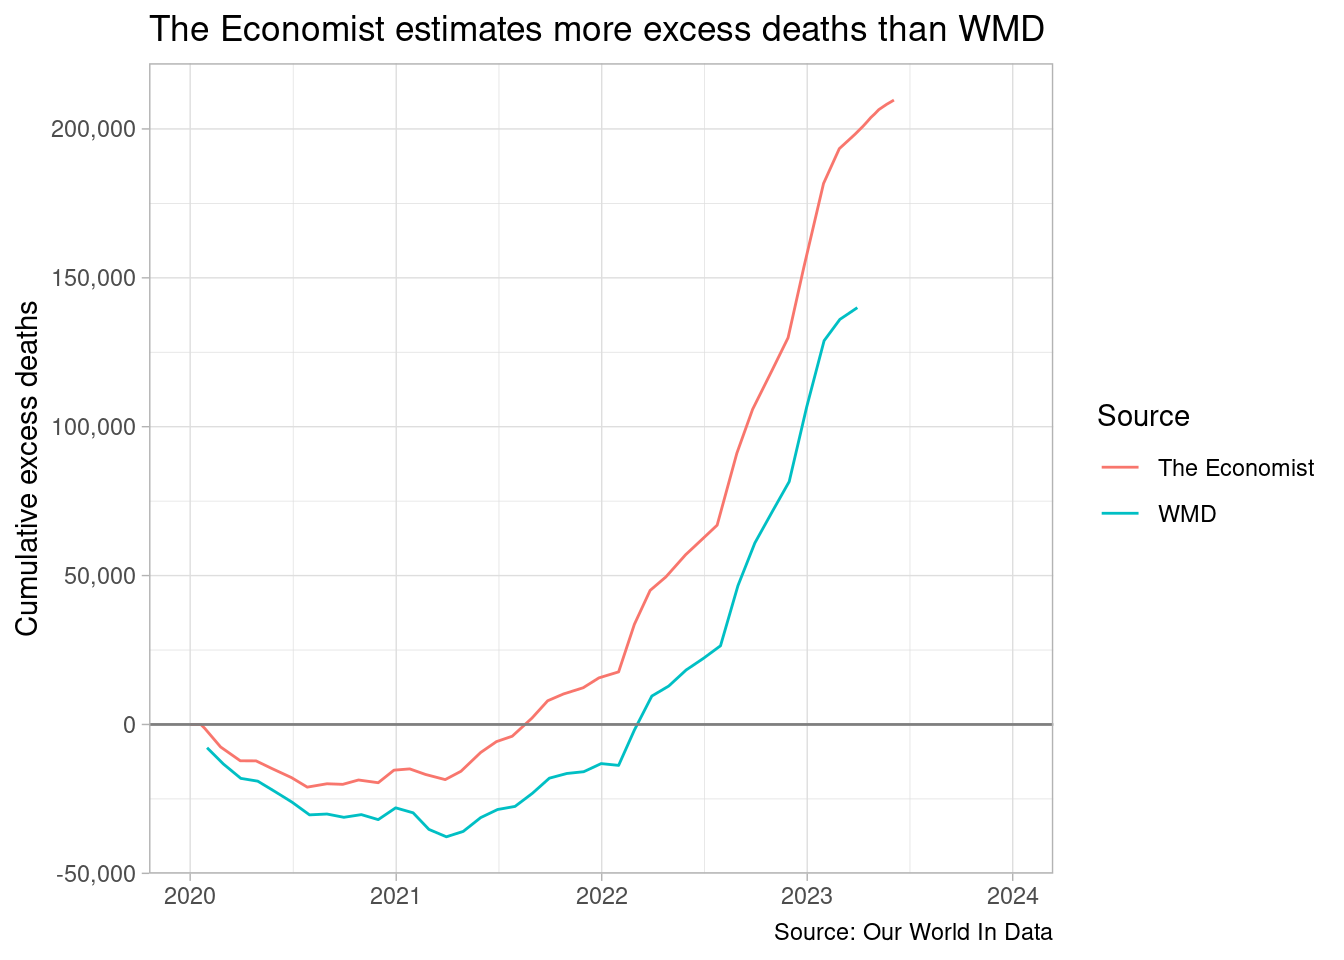 The Economist estimates more excess deaths than WMD
Cumulative excess deaths
200,000
150,000
100,000
50,000
0
-50,000
2020 2021 2022 2023 2024
Source
The Economist
WMD
Source: Our World In Data